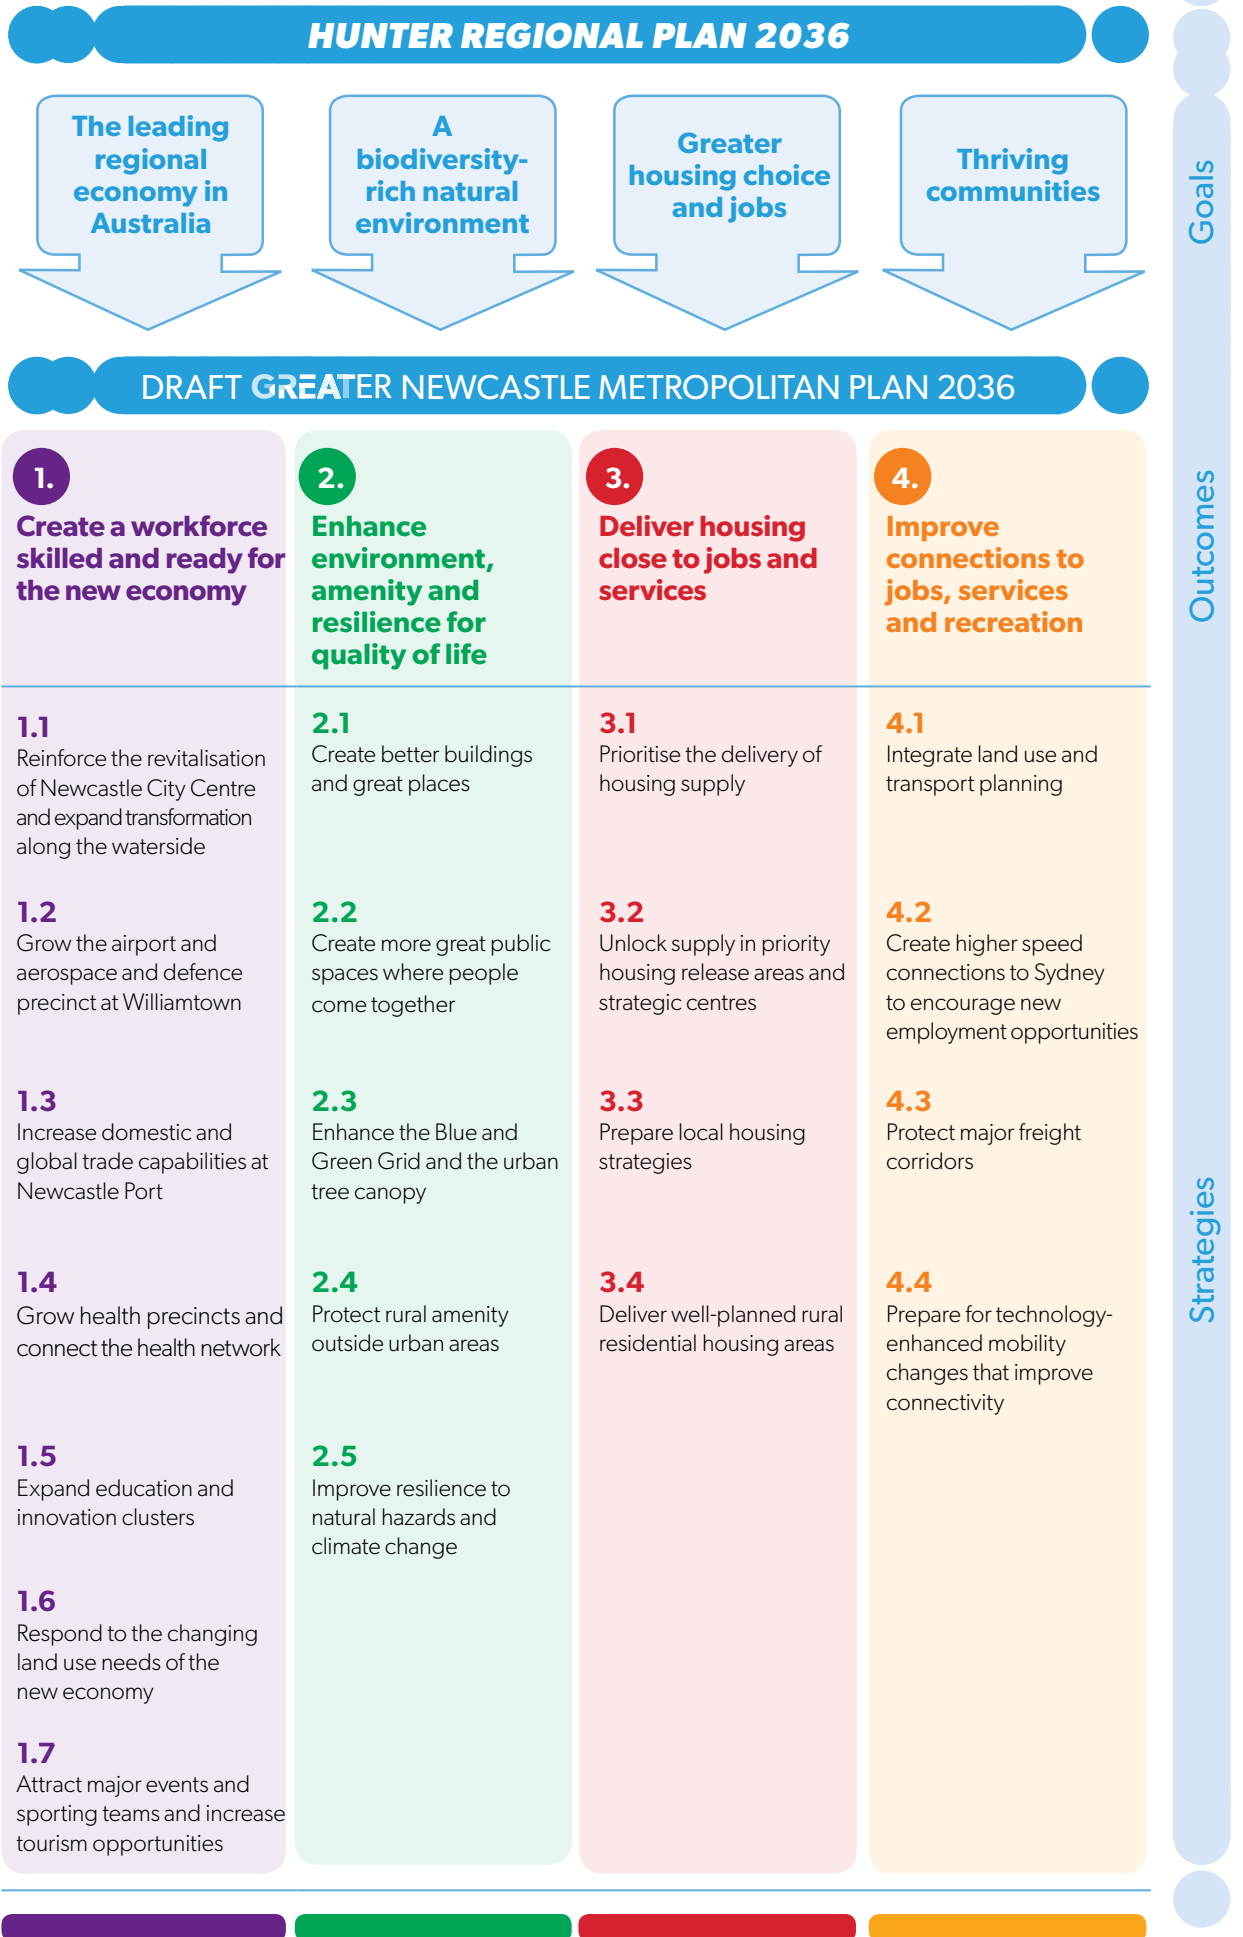 HUNTER REGIONAL PLAN 2036
The leading
regional
economy in
Australia
A
biodiversity-
rich natural
environment
Greater
housing choice
and jobs
Thriving
communities
Goals
DRAFT GREATER NEWCASTLE METROPOLITAN PLAN 2036
1.
Create a workforce
skilled and ready for
the new economy
2.
Enhance
environment,
amenity and
resilience for
quality of life
3.
Deliver housing
close to jobs and
services
4.
Improve
connections to
jobs, services
and recreation
Outcomes
1.1
Reinforce the revitalisation
of Newcastle City Centre
and expand transformation
along the waterside
1.2
Grow the airport and
aerospace and defence
precinct at Williamtown
1.3
Increase domestic and
global trade capabilities at
Newcastle Port
1.4
Grow health precincts and
connect the health network
1.5
Expand education and
innovation clusters
1.6
Respond to the changing
land use needs of the
new economy
1.7
Attract major events and
sporting teams and increase
tourism opportunities
2.1
Create better buildings
and great places
2.2
Create more great public
spaces where people
come together
2.3
Enhance the Blue and
Green Grid and the urban
tree canopy
2.4
Protect rural amenity
outside urban areas
2.5
Improve resilience to
natural hazards and
climate change
3.1
Prioritise the delivery of
housing supply
3.2
Unlock supply in priority
housing release areas and
strategic centres
3.3
Prepare local housing
strategies
3.4
Deliver well-planned rural
residential housing areas
4.1
Integrate land use and
transport planning
4.2
Create higher speed
connections to Sydney
to encourage new
employment opportunities
4.3
Protect major freight
corridors
4.4
Prepare for technology-
enhanced mobility
changes that improve
connectivity
Strategies